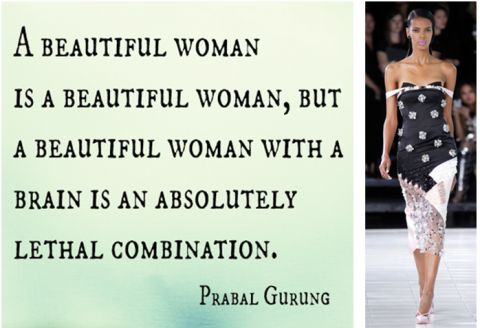 A beautiful woman
is a beautiful woman, but
a beautiful woman with a
brain is an absolutely
lethal combination.
Prabal Gurung